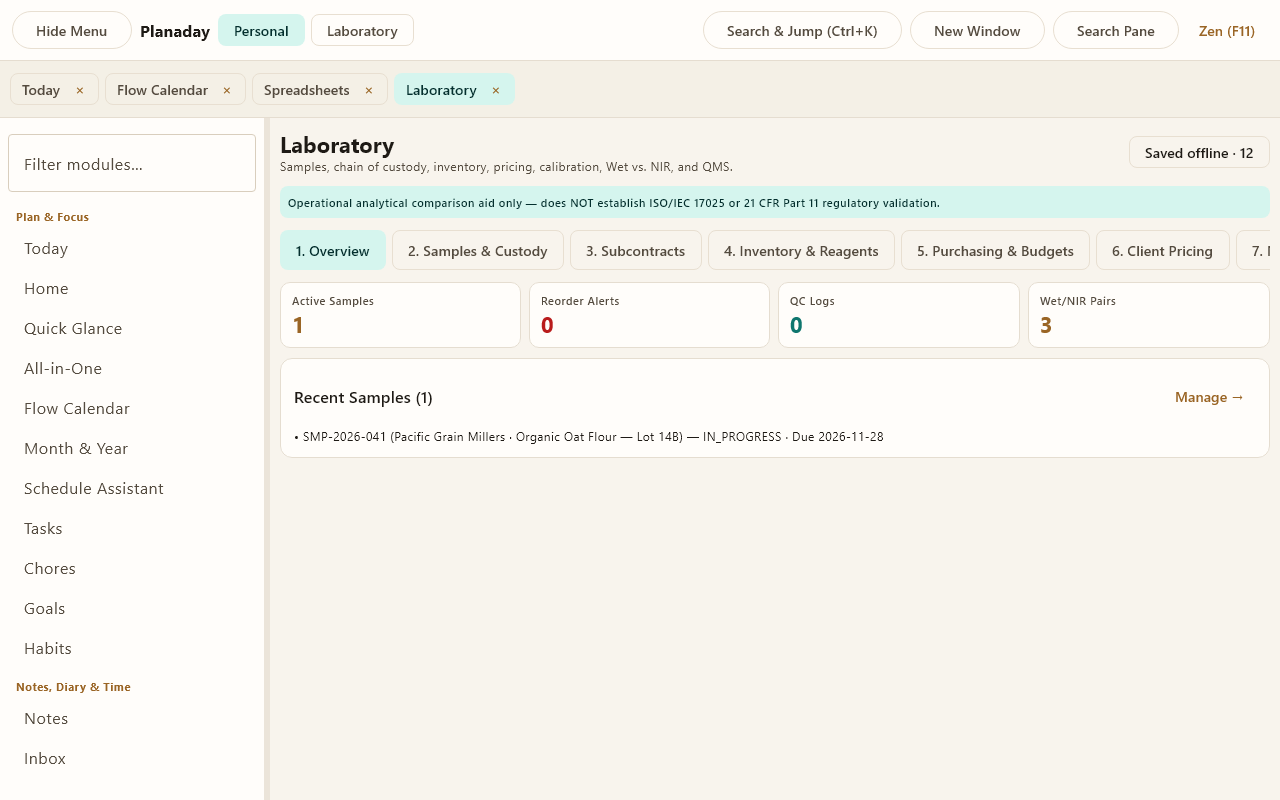 Hide Menu
Planaday
Personal
Laboratory
Search & Jump (Ctrl+K)
New Window
Search Pane
Zen (F11)
Today ×
Flow Calendar ×
Spreadsheets ×
Laboratory ×
Filter modules...
Plan & Focus
Today
Home
Quick Glance
All-in-One
Flow Calendar
Month & Year
Schedule Assistant
Tasks
Chores
Goals
Habits
Notes, Diary & Time
Notes
Inbox
Laboratory
Samples, chain of custody, inventory, pricing, calibration, Wet vs. NIR, and QMS.
Saved offline · 12
Operational analytical comparison aid only — does NOT establish ISO/IEC 17025 or 21 CFR Part 11 regulatory validation.
1. Overview
2. Samples & Custody
3. Subcontracts
4. Inventory & Reagents
5. Purchasing & Budgets
6. Client Pricing
7.
Active Samples
1
Reorder Alerts
0
QC Logs
0
Wet/NIR Pairs
3
Recent Samples (1)
Manage →
• SMP-2026-041 (Pacific Grain Millers · Organic Oat Flour — Lot 14B) — IN_PROGRESS · Due 2026-11-28